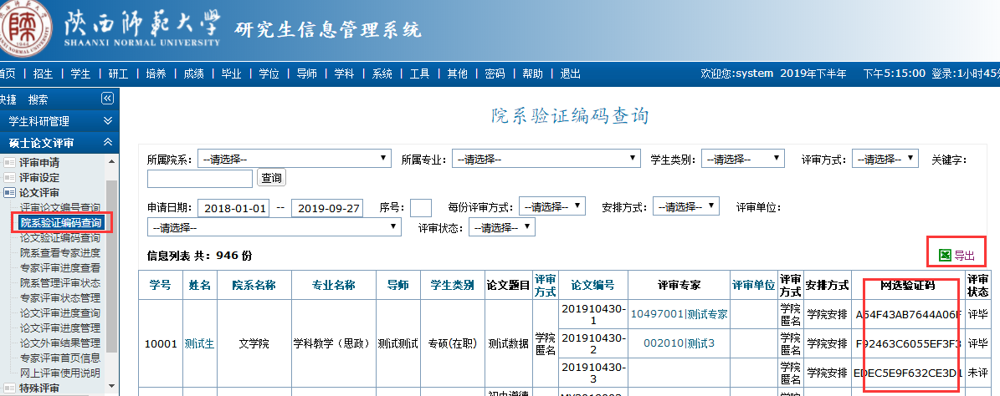 陕西师范大学
SHAANXI NORMAL UNIVERSITY
研究生信息管理系统
首页 | 招生 | 学生 | 研工 | 培养 | 成绩 | 毕业 | 学位 | 导师 | 学科 | 系统 | 工具 | 其他 | 密码 | 帮助 | 退出
欢迎您:system 2019年下半年 下午5:15:00 登录:1小时45分
快捷 搜索
学生科研管理
硕士论文评审
评审申请
评审设定
论文评审
评审论文编号查询
院系验证编码查询
论文验证编码查询
院系查看专家进度
专家评审进度查看
院系管理评审状态
专家评审状态管理
论文评审进度查询
论文评审进度管理
论文外审结果管理
专家评审首页信息
网上评审使用说明
特殊评审
院系验证编码查询
所属院系: --请选择-- 所属专业: --请选择-- 学生类别: --请选择-- 评审方式: --请选择-- 关键字:
查询
申请日期: 2018-01-01 -- 2019-09-27 序号: 每份评审方式: --请选择-- 安排方式: --请选择-- 评审单位:
--请选择-- 评审状态: --请选择--
信息列表 共: 946 份
导出
学号 姓名 院系名称 专业名称 导师 学生类别 论文题目 评审方式 论文编号 评审专家 评审单位 评审方式 安排方式 网选验证码 评审状态
10001 测试生 文学院 学科教学（思政） 测试测试 专硕(在职) 测试数据 学院匿名
201910430-1 10497001|测试专家 学院匿名 学院安排 A54F43AB7644A06F 评毕
201910430-2 002010|测试3 学院匿名 学院安排 F92463C6055EF3F3 评毕
201910430-3 学院匿名 学院安排 EDEC5E9F632CE3D1 未评